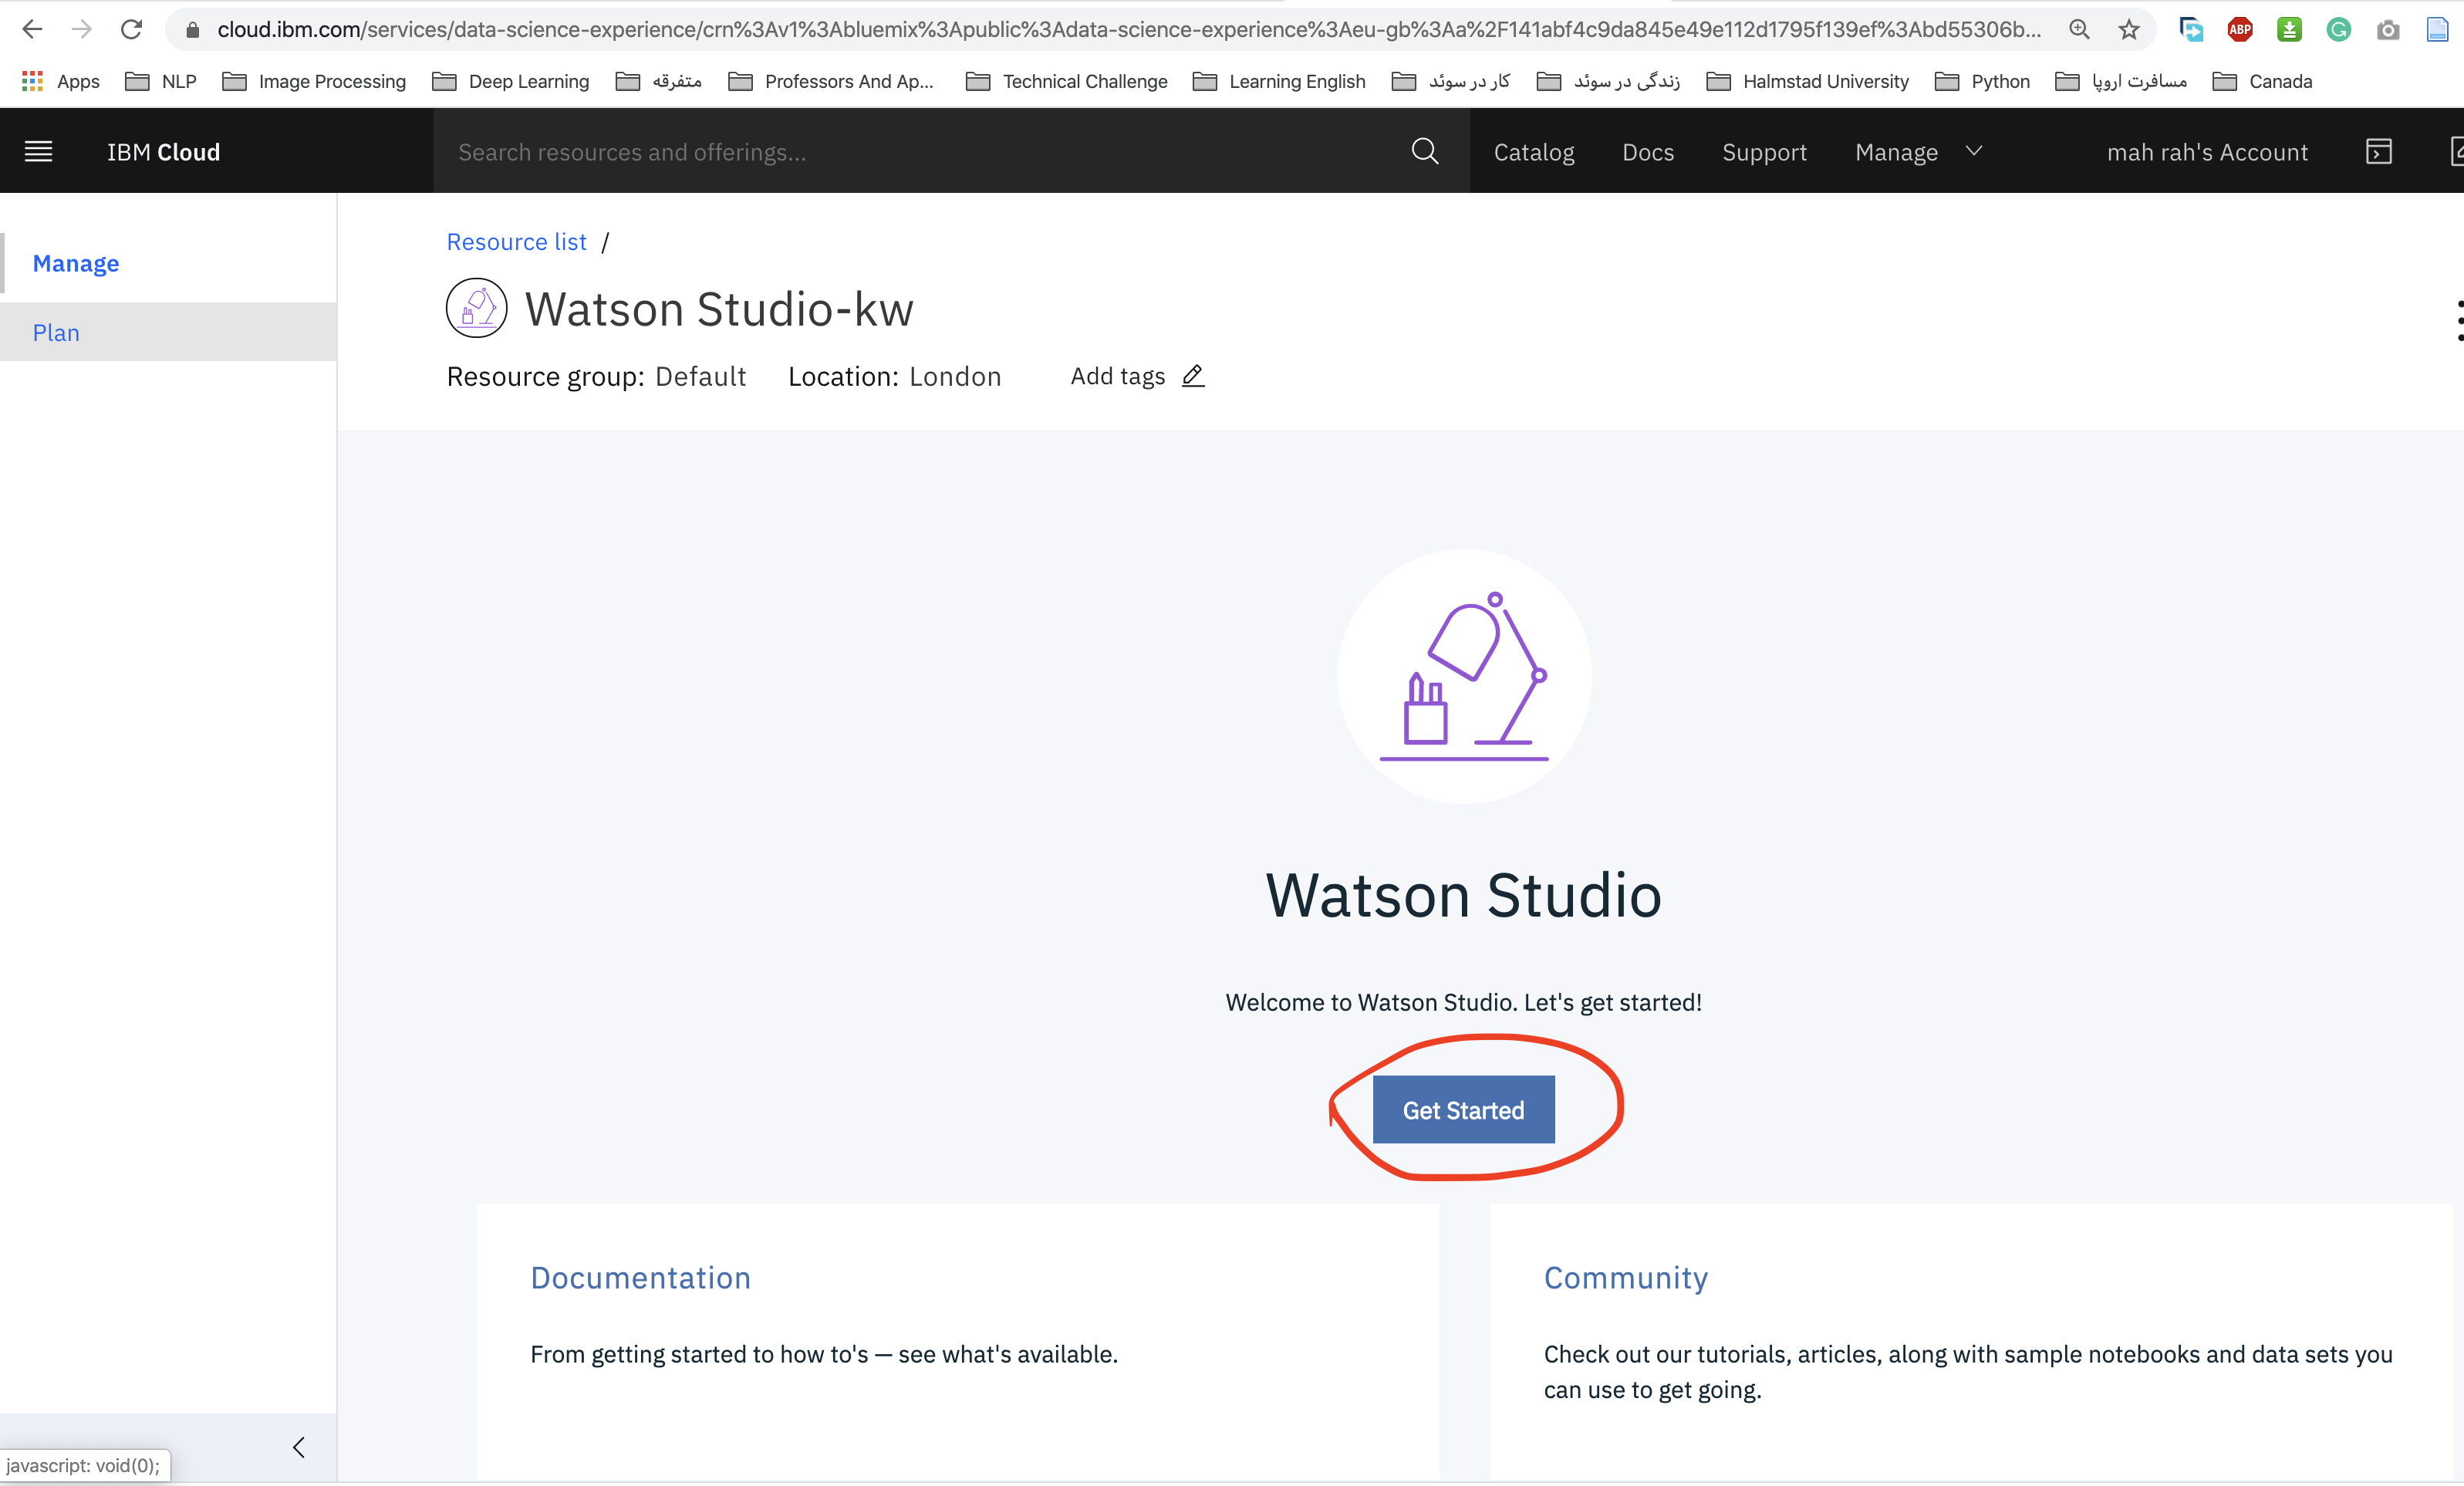 cloud.ibm.com/services/data-science-experience/crn%3Av1%3Abluemix%3Apublic%3Adata-science-experience%3Aeu-gb%3Aa%2F141abf4c9da845e49e112d1795f139ef%3Abd55306b...
ABP
Apps NLP Image Processing Deep Learning متفرقه Professors And Ap... Technical Challenge Learning English کار در سوئد زندگی در سوئد Halmstad University Python مسافرت اروپا Canada
IBM Cloud Search resources and offerings... Catalog Docs Support Manage mah rah's Account
Manage
Plan
Resource list /
Watson Studio-kw
Resource group: Default Location: London Add tags
Watson Studio
Welcome to Watson Studio. Let's get started!
Get Started
Documentation
From getting started to how to's — see what's available.
Community
Check out our tutorials, articles, along with sample notebooks and data sets you
can use to get going.
javascript: void(0);